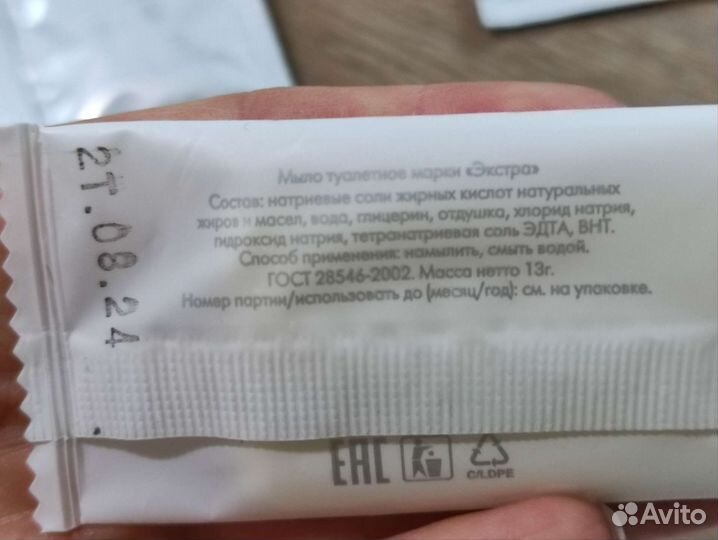 27.08.24
Мыло туалетное марки «Экстра»
Состав: натриевые соли жирных кислот натуральных
жиров и масел, вода, глицерин, отдушка, хлорид натрия,
гидроксид натрия, тетранатриевая соль ЭДТА, BHT.
Способ применения: намылить, смыть водой.
ГОСТ 28546-2002. Масса нетто 13г.
Номер партии/использовать до (месяц/год): см. на упаковке.
EAC
C/LDPE
Avito